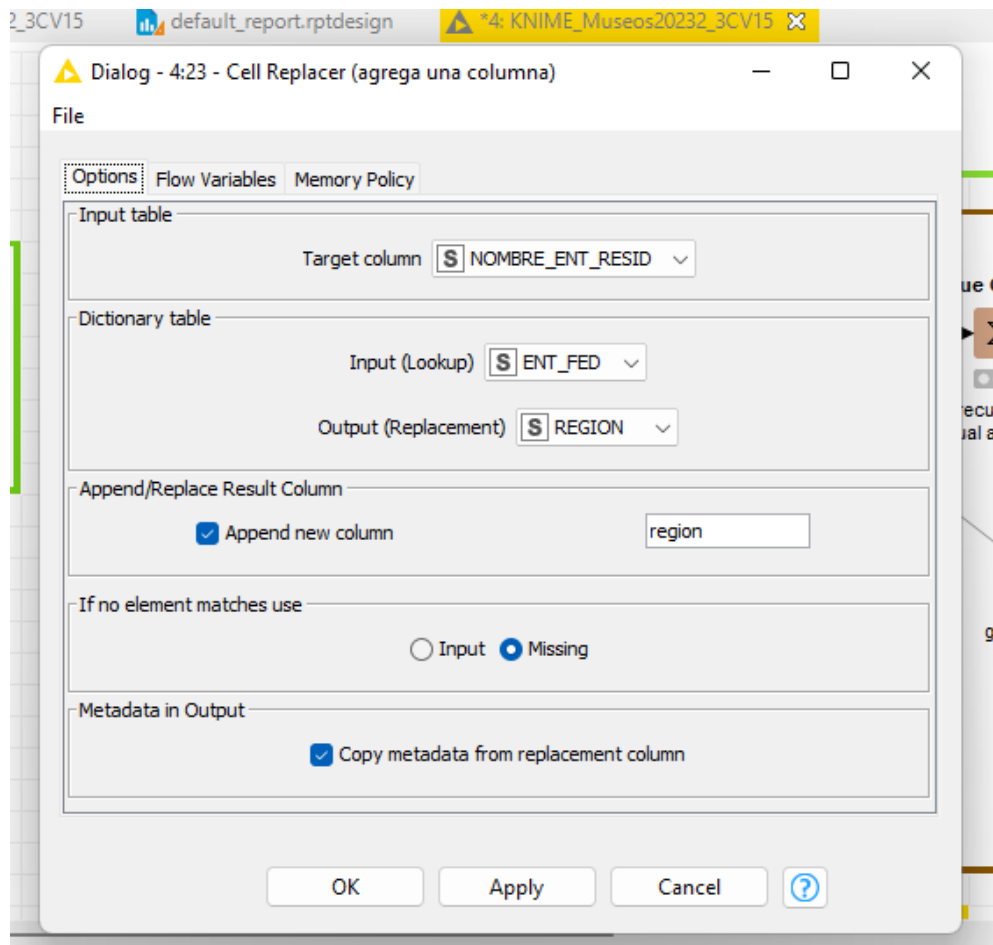 2_3CV15 default_report.rptdesign *4: KNIME_Museos20232_3CV15
Dialog - 4:23 - Cell Replacer (agrega una columna)
File
Options Flow Variables Memory Policy
Input table
Target column S NOMBRE_ENT_RESID
Dictionary table
Input (Lookup) S ENT_FED
Output (Replacement) S REGION
Append/Replace Result Column
Append new column region
If no element matches use
Input Missing
Metadata in Output
Copy metadata from replacement column
OK Apply Cancel ?